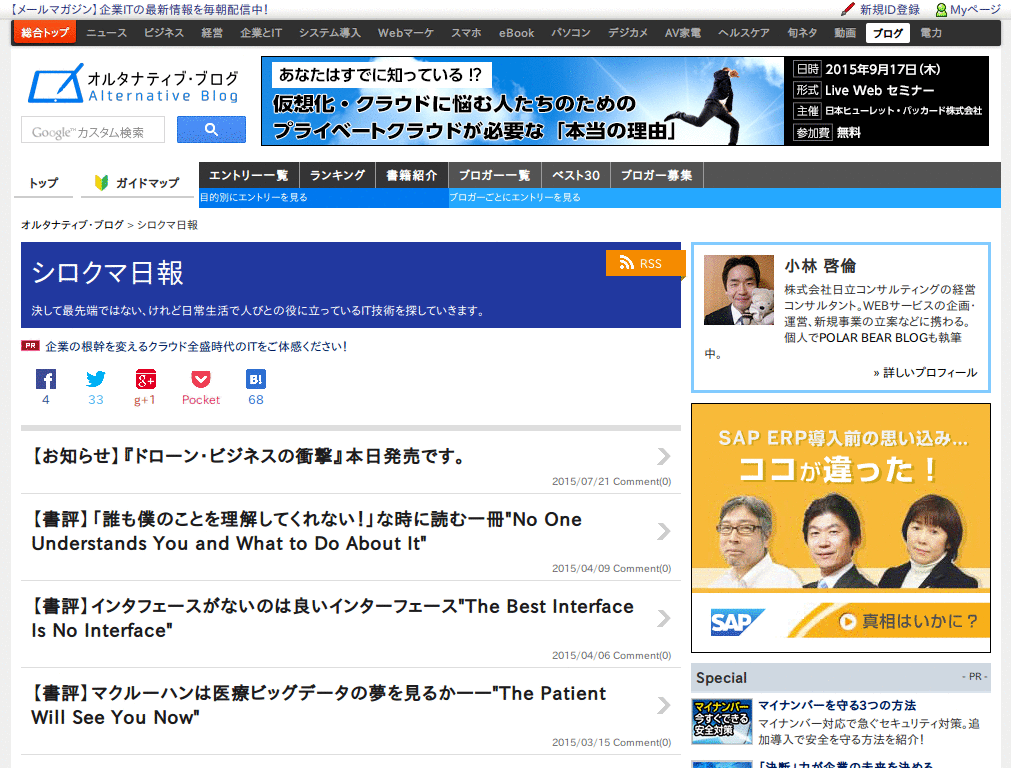 【メールマガジン】企業ITの最新情報を毎朝配信中！
新規ID登録
Myページ
総合トップ ニュース ビジネス 経営 企業とIT システム導入 Webマーケ スマホ eBook パソコン デジカメ AV家電 ヘルスケア 旬ネタ 動画 ブログ 電力
オルタナティブ・ブログ
Alternative Blog
Google™カスタム検索
あなたはすでに知っている !?
仮想化・クラウドに悩む人たちのための
プライベートクラウドが必要な「本当の理由」
日時 2015年9月17日（木）
形式 Live Web セミナー
主催 日本ヒューレット・パッカード株式会社
参加費 無料
トップ ガイドマップ エントリー一覧 ランキング 書籍紹介 ブロガー一覧 ベスト30 ブロガー募集
目的別にエントリーを見る ブロガーごとにエントリーを見る
オルタナティブ・ブログ > シロクマ日報
シロクマ日報
RSS
決して最先端ではない、けれど日常生活で人びとの役に立っているIT技術を探していきます。
PR 企業の根幹を変えるクラウド全盛時代のITをご体感ください！
f g+ B!
4 33 g+1 Pocket 68
【お知らせ】『ドローン・ビジネスの衝撃』本日発売です。
2015/07/21 Comment(0)
【書評】「誰も僕のことを理解してくれない！」な時に読む一冊"No One
Understands You and What to Do About It"
2015/04/09 Comment(0)
【書評】インタフェースがないのは良いインターフェース"The Best Interface
Is No Interface"
2015/04/06 Comment(0)
【書評】マクルーハンは医療ビッグデータの夢を見るかーー"The Patient
Will See You Now"
2015/03/15 Comment(0)
小林 啓倫
株式会社日立コンサルティングの経営
コンサルタント。WEBサービスの企画・
運営、新規事業の立案などに携わる。
個人でPOLAR BEAR BLOGも執筆
中。
» 詳しいプロフィール
SAP ERP導入前の思い込み…
ココが違った！
SAP 真相はいかに？
Special - PR -
マイナンバー
今すぐできる
安全対策
マイナンバーを守る3つの方法
マイナンバー対応で急ぐセキュリティ対策。追
加導入で安全を守る方法を紹介！
「決断」力が企業の未来を決める